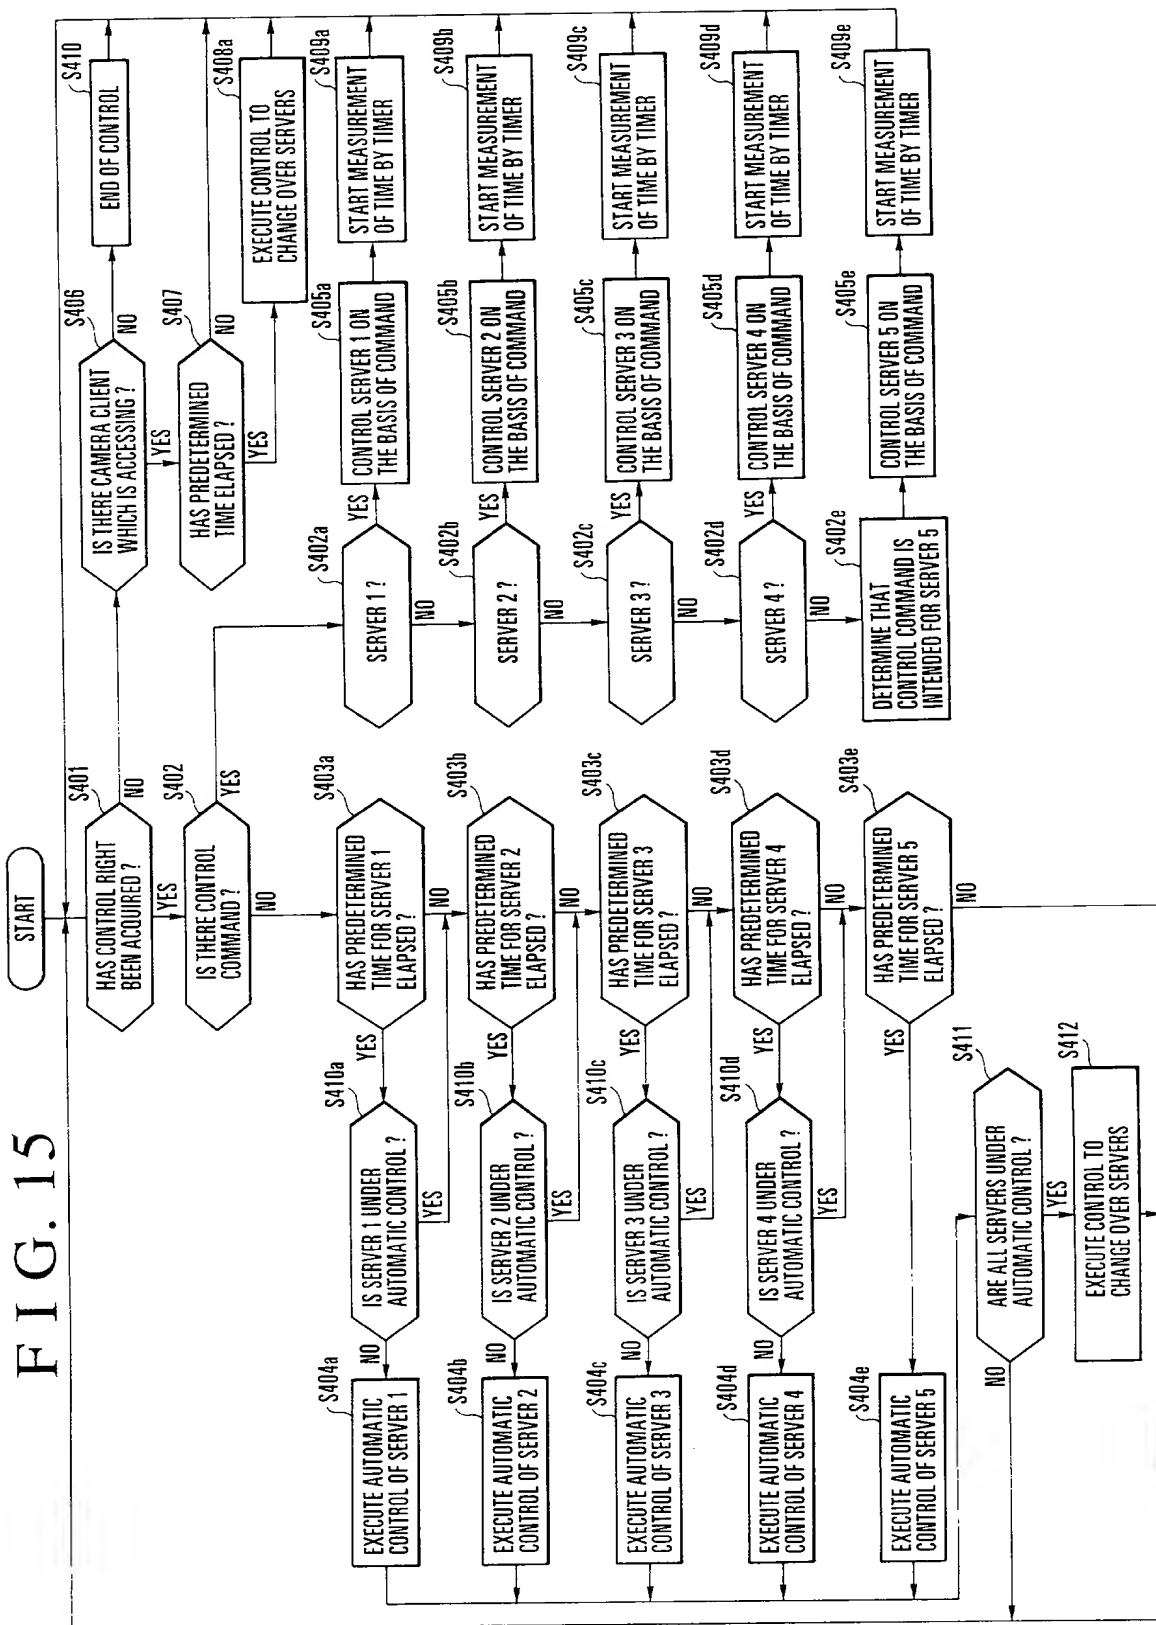 FIG. 15
START
S401
HAS CONTROL RIGHT
BEEN ACQUIRED ?
NO
YES
S406
IS THERE CAMERA CLIENT
WHICH IS ACCESSING ?
NO
YES
S410
END OF CONTROL
S402
IS THERE CONTROL
COMMAND ?
YES
NO
S407
HAS PREDETERMINED
TIME ELAPSED ?
NO
YES
S408a
EXECUTE CONTROL TO
CHANGE OVER SERVERS
S404a
EXECUTE AUTOMATIC
CONTROL OF SERVER 1
NO
S410a
IS SERVER 1 UNDER
AUTOMATIC CONTROL ?
YES
YES
S403a
HAS PREDETERMINED
TIME FOR SERVER 1
ELAPSED ?
NO
S402a
SERVER 1 ?
YES
NO
S405a
CONTROL SERVER 1 ON
THE BASIS OF COMMAND
S409a
START MEASUREMENT
OF TIME BY TIMER
S404b
EXECUTE AUTOMATIC
CONTROL OF SERVER 2
NO
S410b
IS SERVER 2 UNDER
AUTOMATIC CONTROL ?
YES
YES
S403b
HAS PREDETERMINED
TIME FOR SERVER 2
ELAPSED ?
NO
S402b
SERVER 2 ?
YES
NO
S405b
CONTROL SERVER 2 ON
THE BASIS OF COMMAND
S409b
START MEASUREMENT
OF TIME BY TIMER
S404c
EXECUTE AUTOMATIC
CONTROL OF SERVER 3
NO
S410c
IS SERVER 3 UNDER
AUTOMATIC CONTROL ?
YES
YES
S403c
HAS PREDETERMINED
TIME FOR SERVER 3
ELAPSED ?
NO
S402c
SERVER 3 ?
YES
NO
S405c
CONTROL SERVER 3 ON
THE BASIS OF COMMAND
S409c
START MEASUREMENT
OF TIME BY TIMER
S404d
EXECUTE AUTOMATIC
CONTROL OF SERVER 4
NO
S410d
IS SERVER 4 UNDER
AUTOMATIC CONTROL ?
YES
YES
S403d
HAS PREDETERMINED
TIME FOR SERVER 4
ELAPSED ?
NO
S402d
SERVER 4 ?
YES
NO
S405d
CONTROL SERVER 4 ON
THE BASIS OF COMMAND
S409d
START MEASUREMENT
OF TIME BY TIMER
S404e
EXECUTE AUTOMATIC
CONTROL OF SERVER 5
YES
S403e
HAS PREDETERMINED
TIME FOR SERVER 5
ELAPSED ?
NO
S402e
DETERMINE THAT
CONTROL COMMAND IS
INTENDED FOR SERVER 5
S405e
CONTROL SERVER 5 ON
THE BASIS OF COMMAND
S409e
START MEASUREMENT
OF TIME BY TIMER
NO
S411
ARE ALL SERVERS UNDER
AUTOMATIC CONTROL ?
YES
S412
EXECUTE CONTROL TO
CHANGE OVER SERVERS